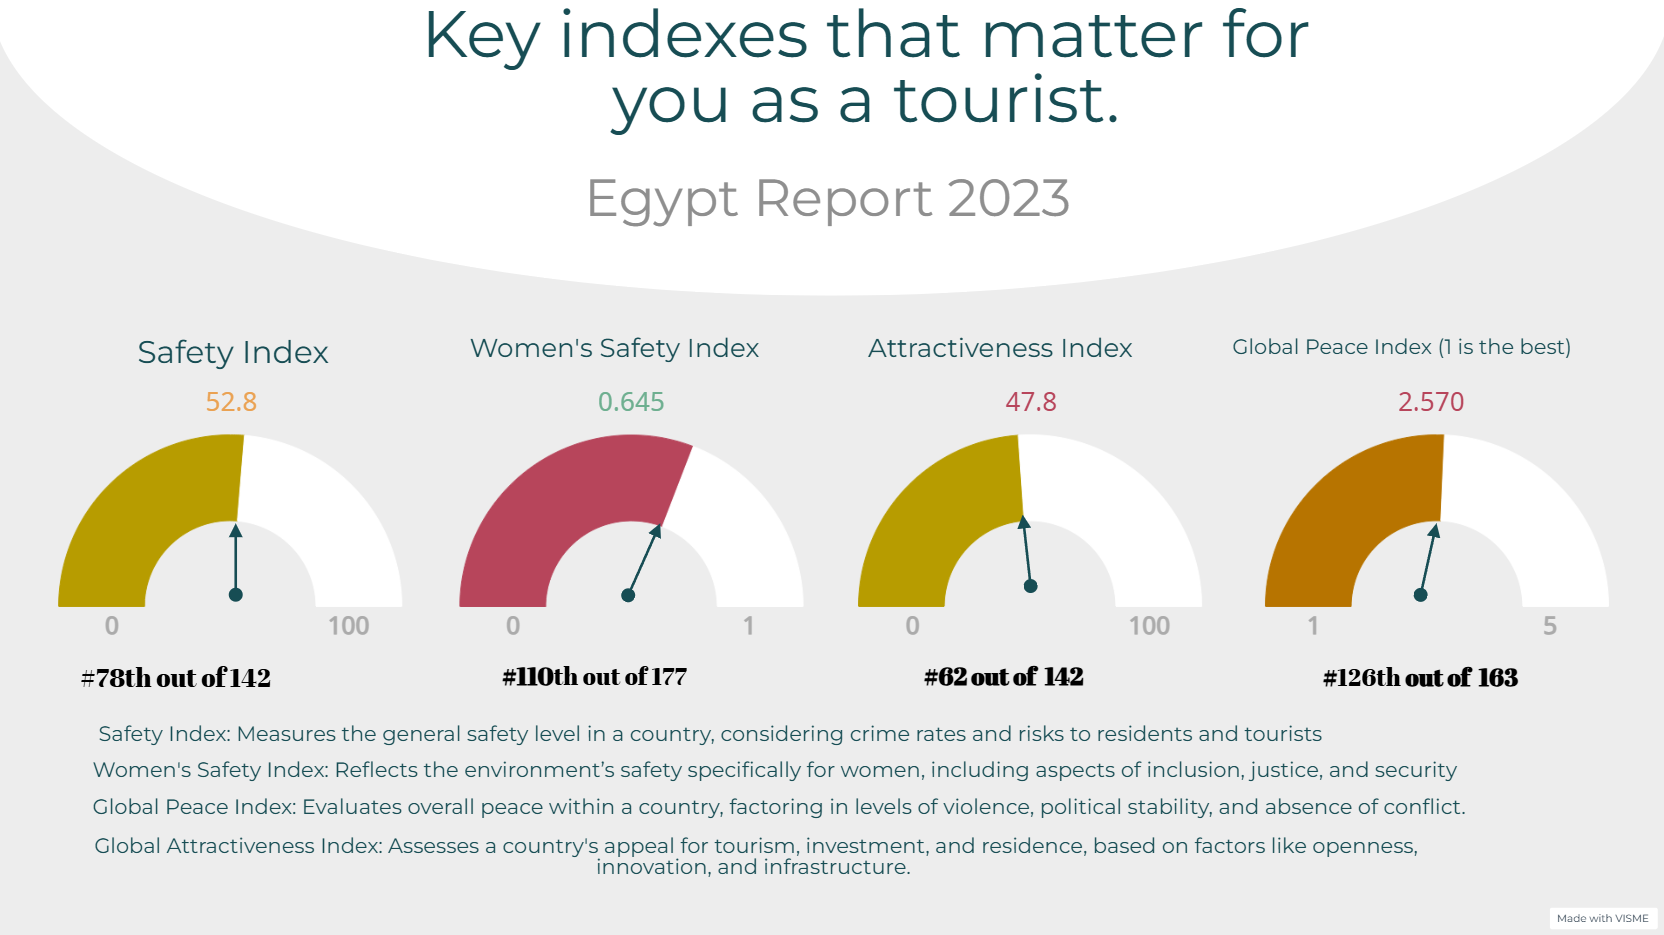 Key indexes that matter for
you as a tourist.
Egypt Report 2023
Safety Index
52.8
0
100
#78th out of 142
Women's Safety Index
0.645
0
1
#110th out of 177
Attractiveness Index
47.8
0
100
#62 out of 142
Global Peace Index (1 is the best)
2.570
1
5
#126th out of 163
Safety Index: Measures the general safety level in a country, considering crime rates and risks to residents and tourists
Women's Safety Index: Reflects the environment’s safety specifically for women, including aspects of inclusion, justice, and security
Global Peace Index: Evaluates overall peace within a country, factoring in levels of violence, political stability, and absence of conflict.
Global Attractiveness Index: Assesses a country's appeal for tourism, investment, and residence, based on factors like openness,
innovation, and infrastructure.
Made with VISME